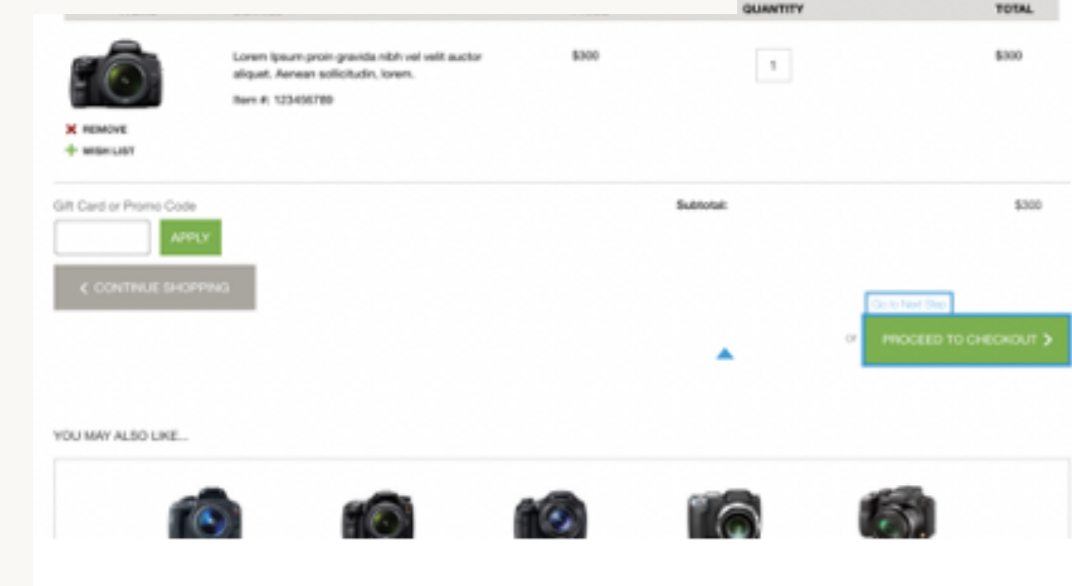 QUANTITY TOTAL
Lorem Ipsum proin gravida nibh vel velit auctor $300 1 $300
aliquet. Aenean sollicitudin, lorem.
Item #: 123456789
REMOVE
WISH LIST
Gift Card or Promo Code Subtotal: $300
APPLY
CONTINUE SHOPPING
Go to Next Step
or PROCEED TO CHECKOUT
YOU MAY ALSO LIKE...